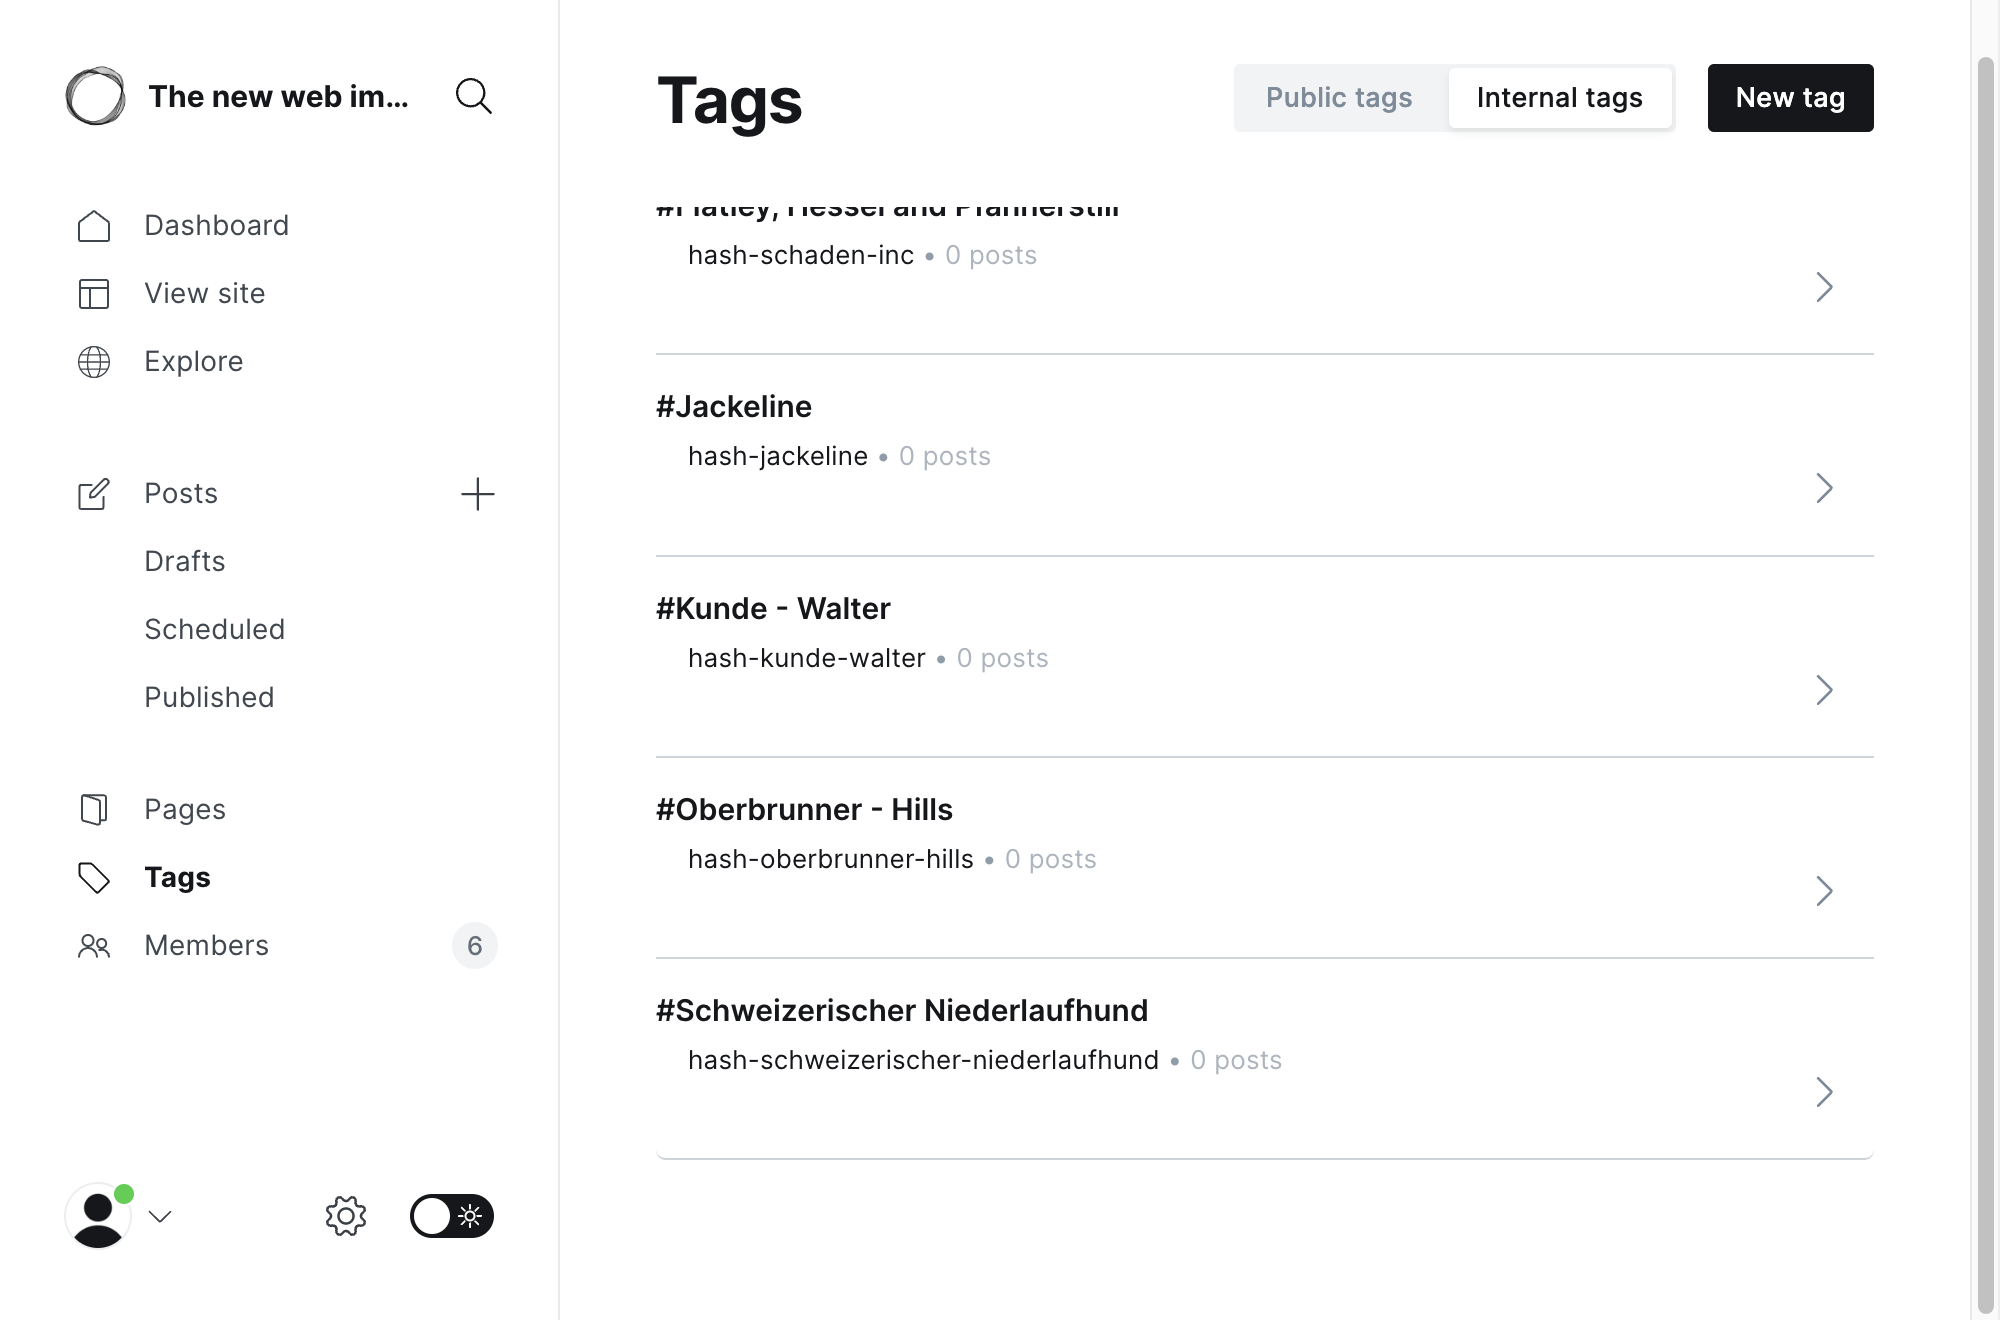 The new web im...
Dashboard
View site
Explore
Posts
Drafts
Scheduled
Published
Pages
Tags
Members
6
Tags
Public tags
Internal tags
New tag
and Pfannerstill
hash-schaden-inc • 0 posts
#Jackeline
hash-jackeline • 0 posts
#Kunde - Walter
hash-kunde-walter • 0 posts
#Oberbrunner - Hills
hash-oberbrunner-hills • 0 posts
#Schweizerischer Niederlaufhund
hash-schweizerischer-niederlaufhund • 0 posts